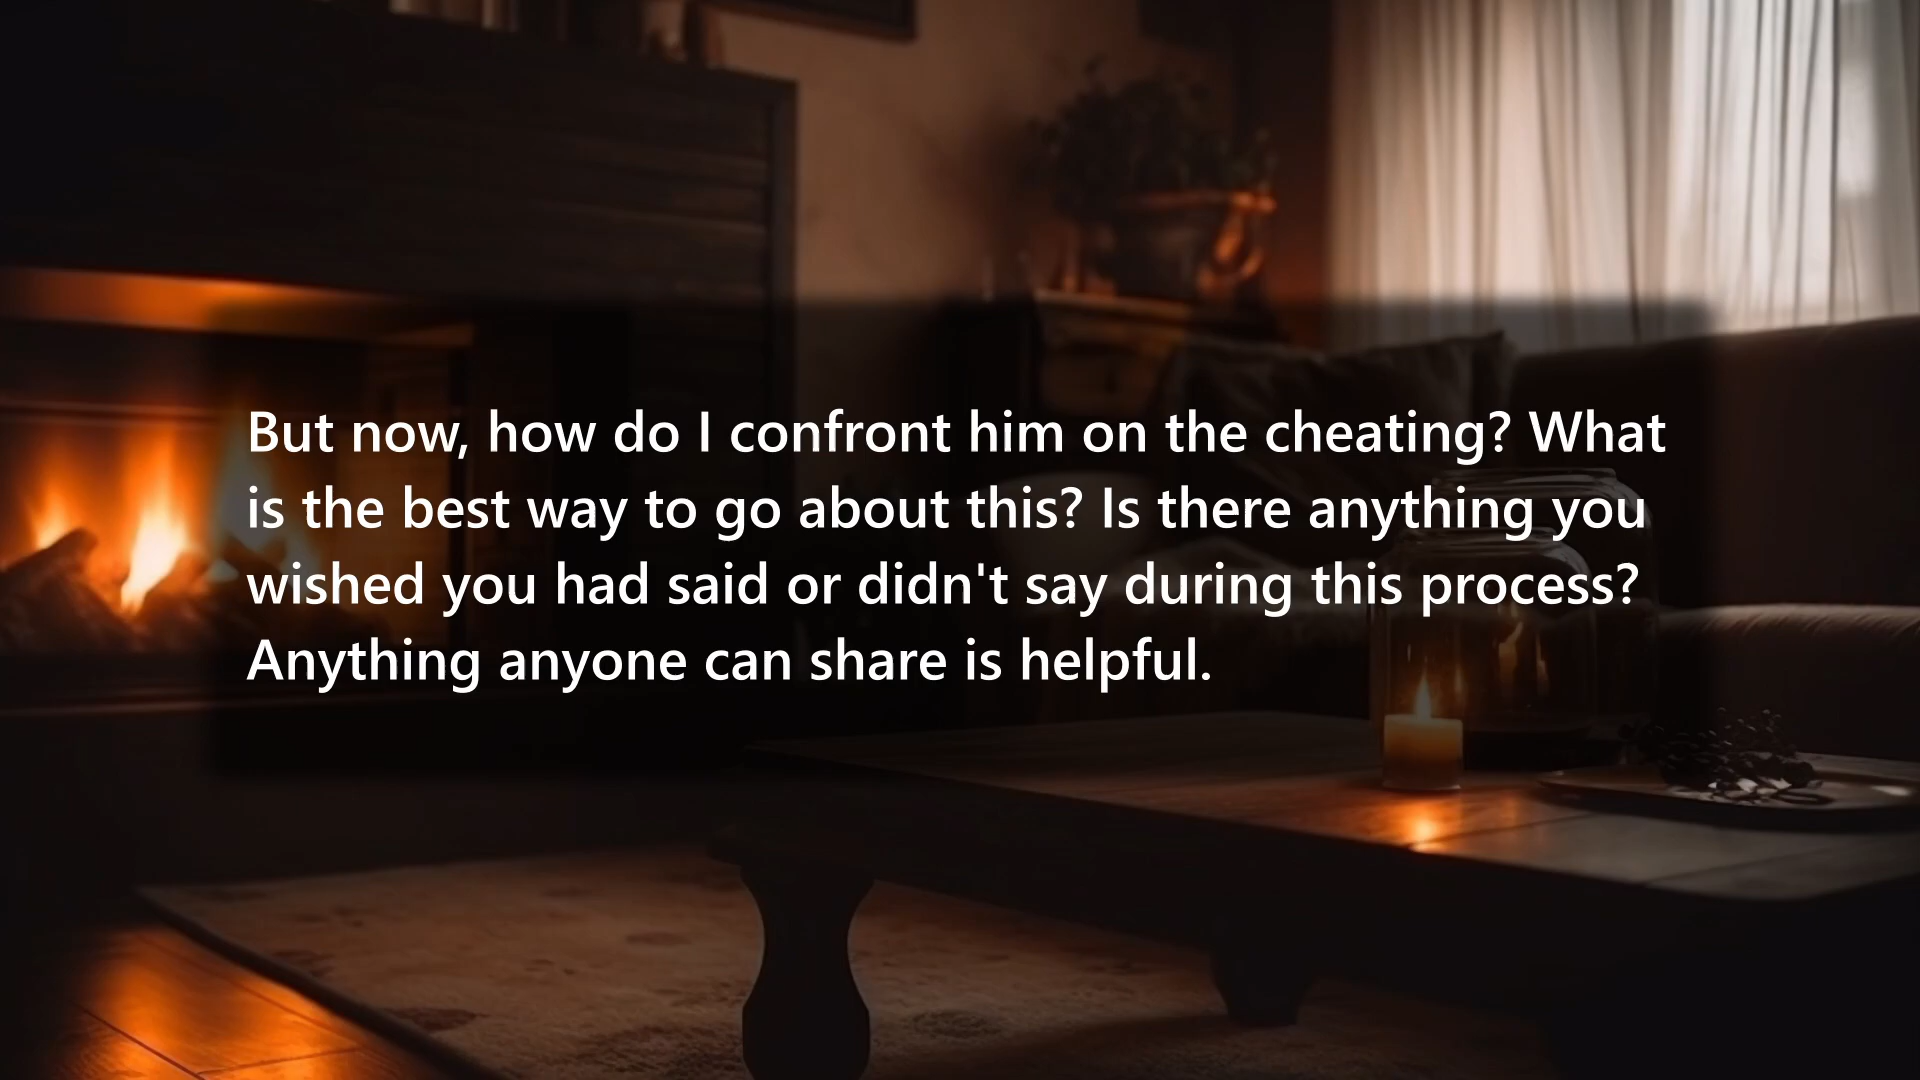 But now, how do I confront him on the cheating? What
is the best way to go about this? Is there anything you
wished you had said or didn't say during this process?
Anything anyone can share is helpful.